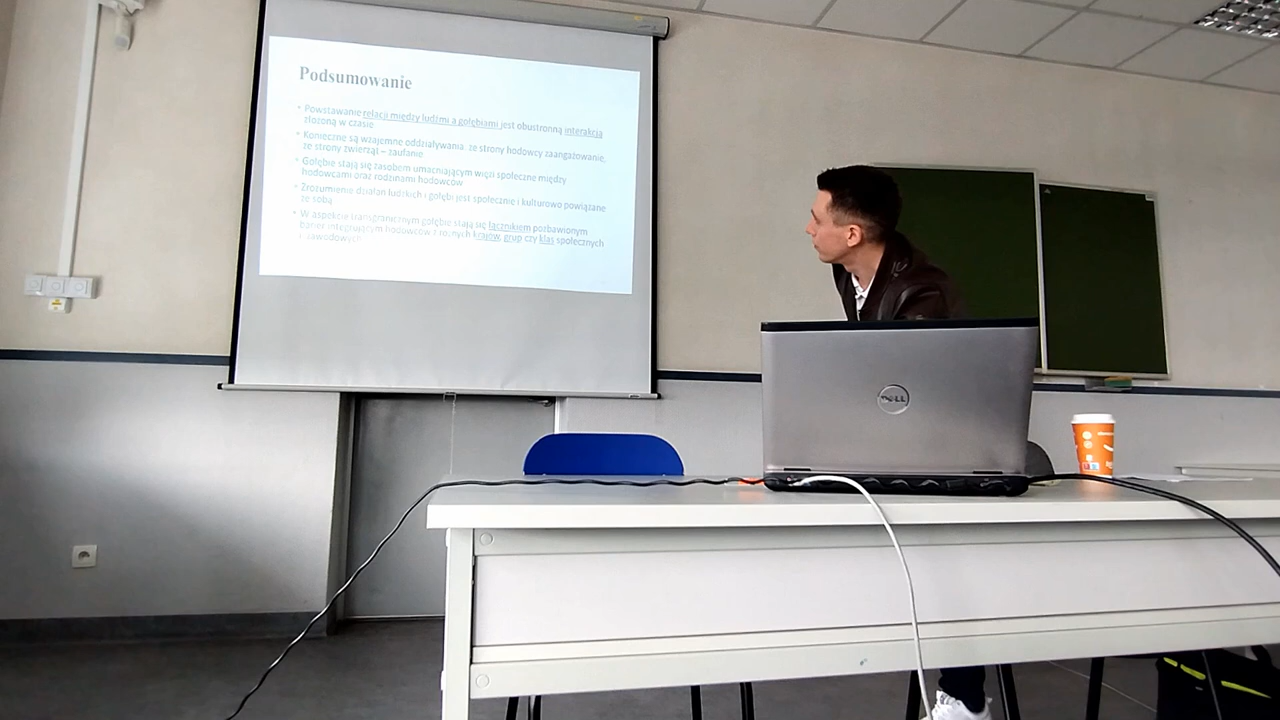 Podsumowanie
• Powstawanie relacji między ludźmi a gołębiami jest obustronną interakcją
złożoną w czasie
• Konieczne są wzajemne oddziaływania ze strony hodowcy zaangażowanie,
ze strony zwierząt – zaufanie
• Gołębie stają się zasobem umacniającym więzi społeczne między
hodowcami oraz rodzinami hodowców
• Zrozumienie działań ludzkich i gołębi jest społecznie i kulturowo powiązane
ze sobą
• W aspekcie transgranicznym gołębie stają się łącznikiem pozbawionym
barier integrującym hodowców z różnych krajów, grup czy klas społecznych
i zawodowych
DELL